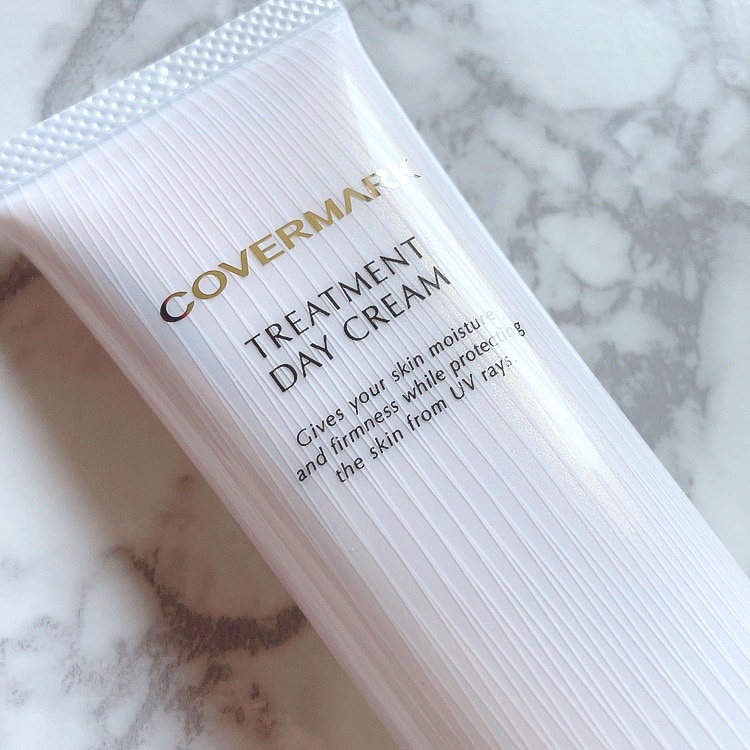 COVERMARK
TREATMENT
DAY CREAM
Gives your skin moisture
and firmness while protecting
the skin from UV rays.